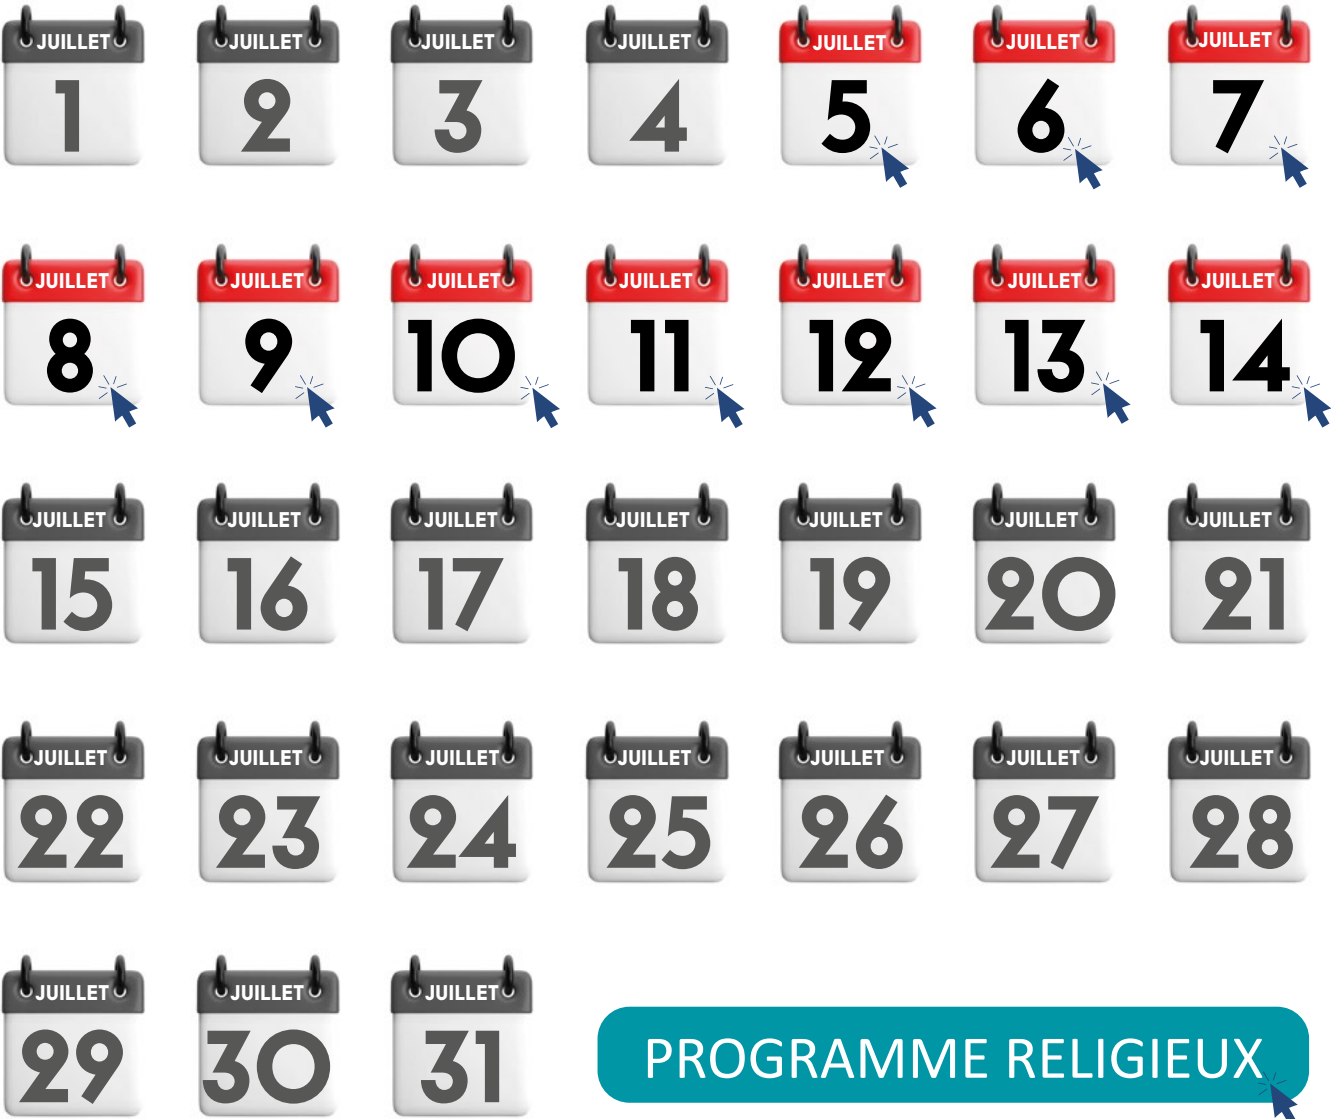 JUILLET JUILLET JUILLET JUILLET JUILLET JUILLET JUILLET
1 2 3 4 5 6 7
JUILLET JUILLET JUILLET JUILLET JUILLET JUILLET JUILLET
8 9 10 11 12 13 14
JUILLET JUILLET JUILLET JUILLET JUILLET JUILLET JUILLET
15 16 17 18 19 20 21
JUILLET JUILLET JUILLET JUILLET JUILLET JUILLET JUILLET
22 23 24 25 26 27 28
JUILLET JUILLET JUILLET
29 30 31
PROGRAMME RELIGIEUX